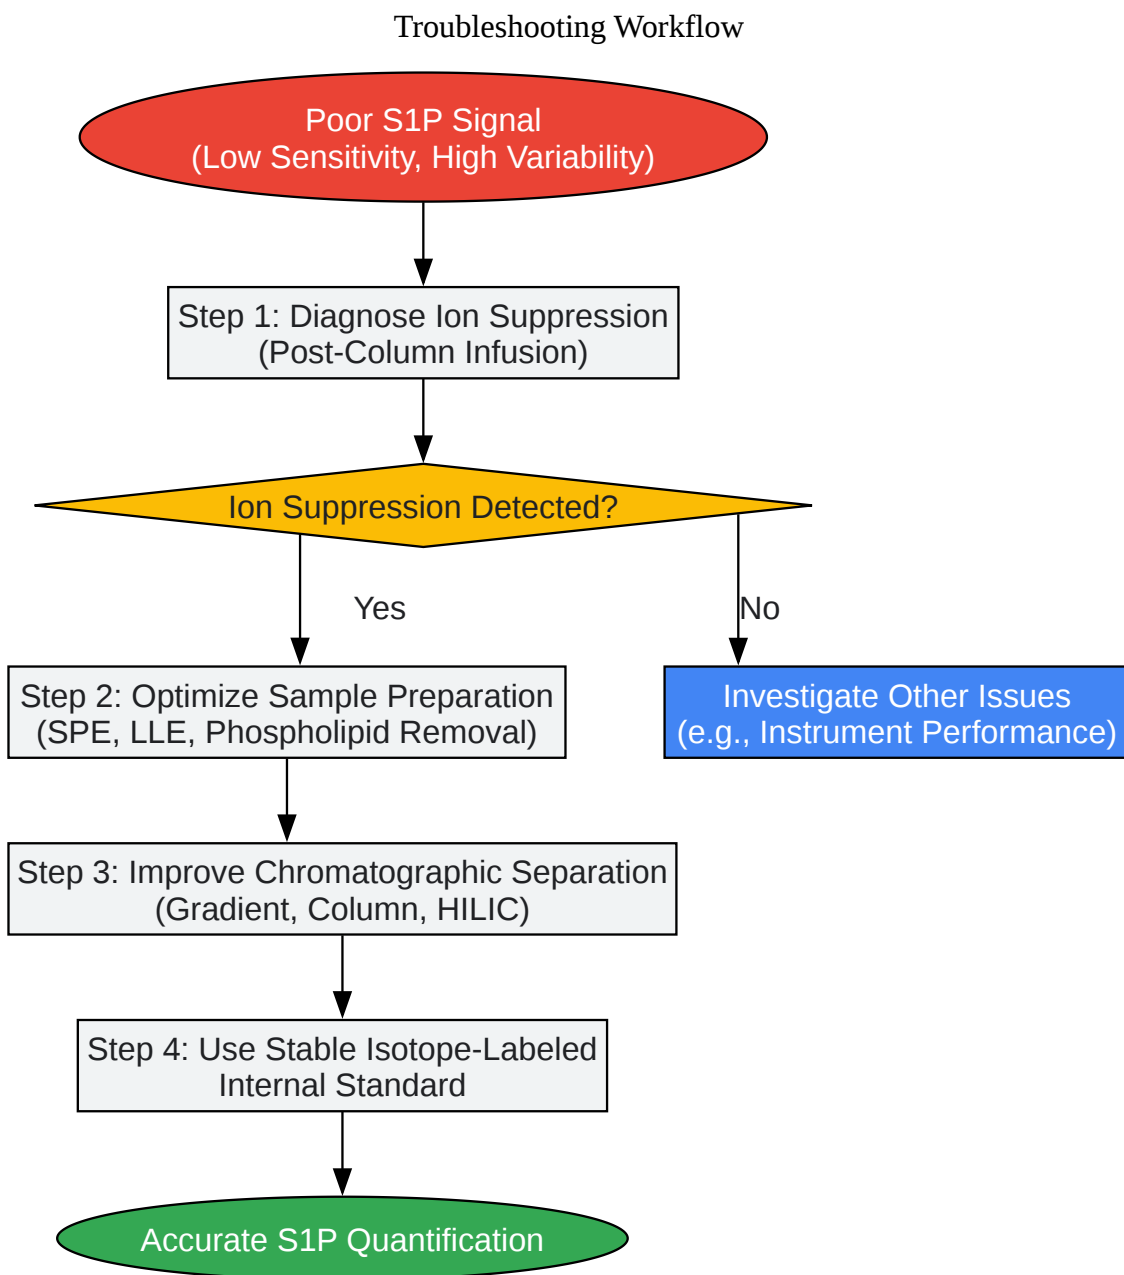 Troubleshooting Workflow
Poor S1P Signal
(Low Sensitivity, High Variability)
Step 1: Diagnose Ion Suppression
(Post-Column Infusion)
Ion Suppression Detected?
Yes
No
Step 2: Optimize Sample Preparation
(SPE, LLE, Phospholipid Removal)
Investigate Other Issues
(e.g., Instrument Performance)
Step 3: Improve Chromatographic Separation
(Gradient, Column, HILIC)
Step 4: Use Stable Isotope-Labeled
Internal Standard
Accurate S1P Quantification